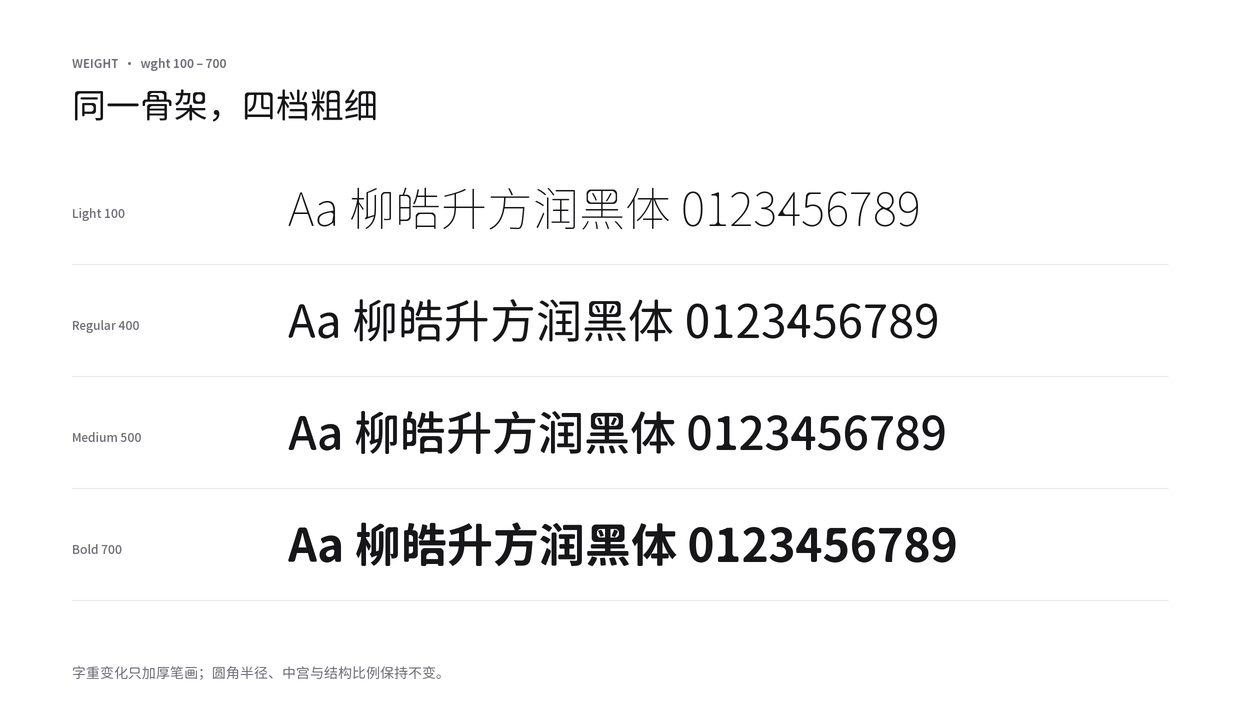 WEIGHT · wght 100 – 700
同一骨架，四档粗细
Light 100
Aa 柳皓升方润黑体 0123456789
Regular 400
Aa 柳皓升方润黑体 0123456789
Medium 500
Aa 柳皓升方润黑体 0123456789
Bold 700
Aa 柳皓升方润黑体 0123456789
字重变化只加厚笔画；圆角半径、中宫与结构比例保持不变。